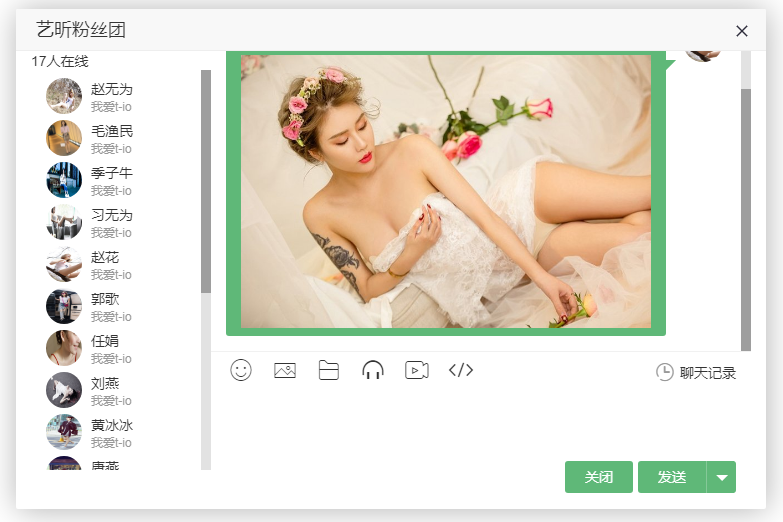 艺昕粉丝团
17人在线
赵无为
我爱t-io
毛渔民
我爱t-io
季子牛
我爱t-io
习无为
我爱t-io
赵花
我爱t-io
郭歌
我爱t-io
任娟
我爱t-io
刘燕
我爱t-io
黄冰冰
我爱t-io
唐燕
聊天记录
关闭
发送